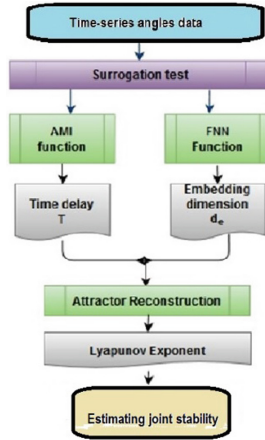 Time-series angles data
Surrogation test
AMI
function
FNN
Function
Time delay
T
Embedding
dimension
dₑ
Attractor Reconstruction
Lyapunov Exponent
Estimating joint stability